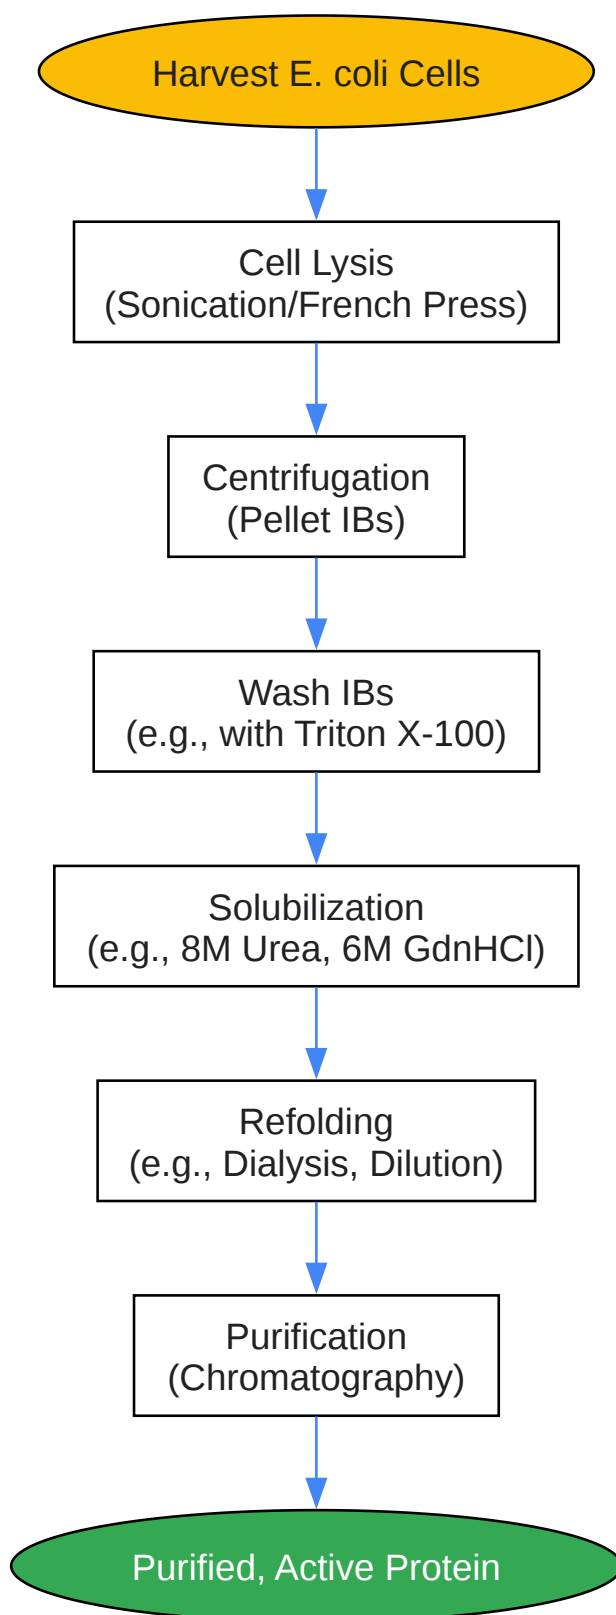 Harvest E. coli Cells
Cell Lysis
(Sonication/French Press)
Centrifugation
(Pellet IBs)
Wash IBs
(e.g., with Triton X-100)
Solubilization
(e.g., 8M Urea, 6M GdnHCl)
Refolding
(e.g., Dialysis, Dilution)
Purification
(Chromatography)
Purified, Active Protein